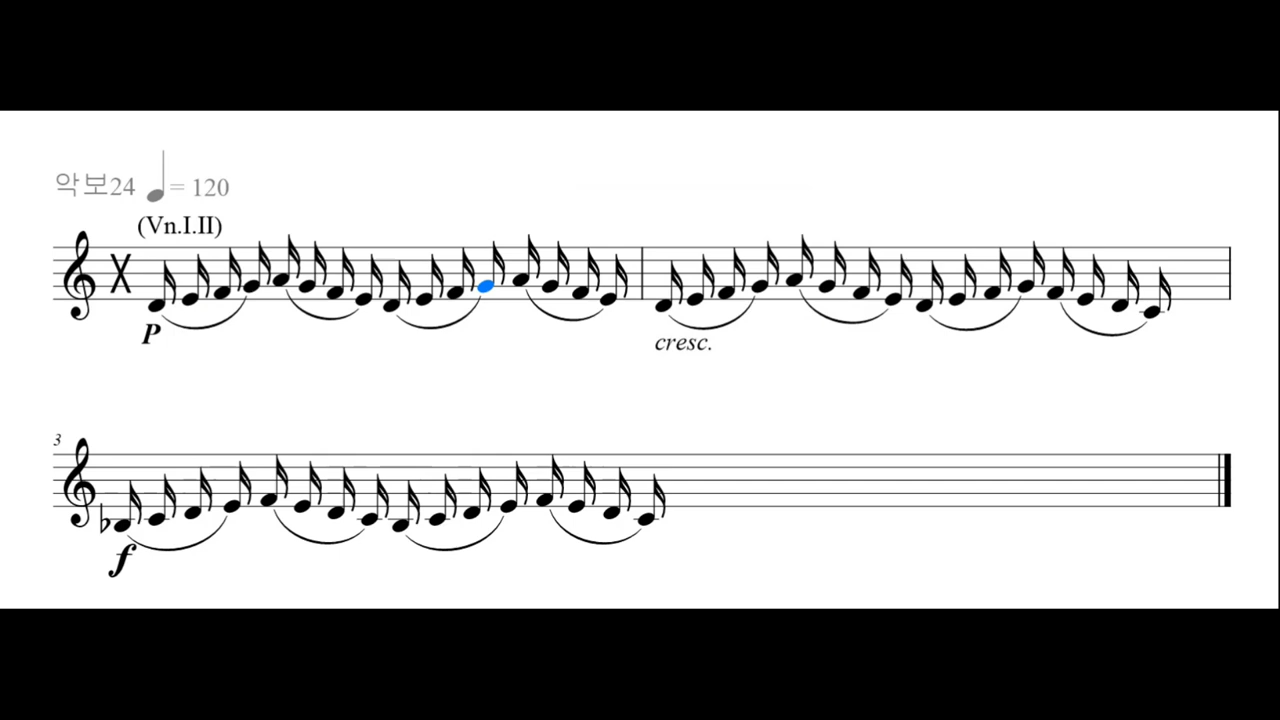 악보24 = 120
(Vn.I.II)
p
cresc.
3
f